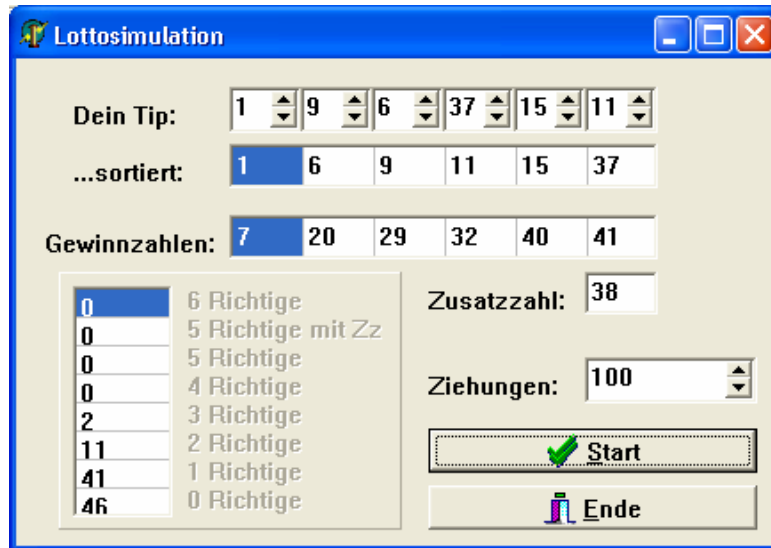 Lottosimulation
Dein Tip: 1 9 6 37 15 11
...sortiert: 1 6 9 11 15 37
Gewinnzahlen: 7 20 29 32 40 41
0 6 Richtige
0 5 Richtige mit Zz
0 5 Richtige
0 4 Richtige
2 3 Richtige
11 2 Richtige
41 1 Richtige
46 0 Richtige
Zusatzzahl: 38
Ziehungen: 100
Start
Ende